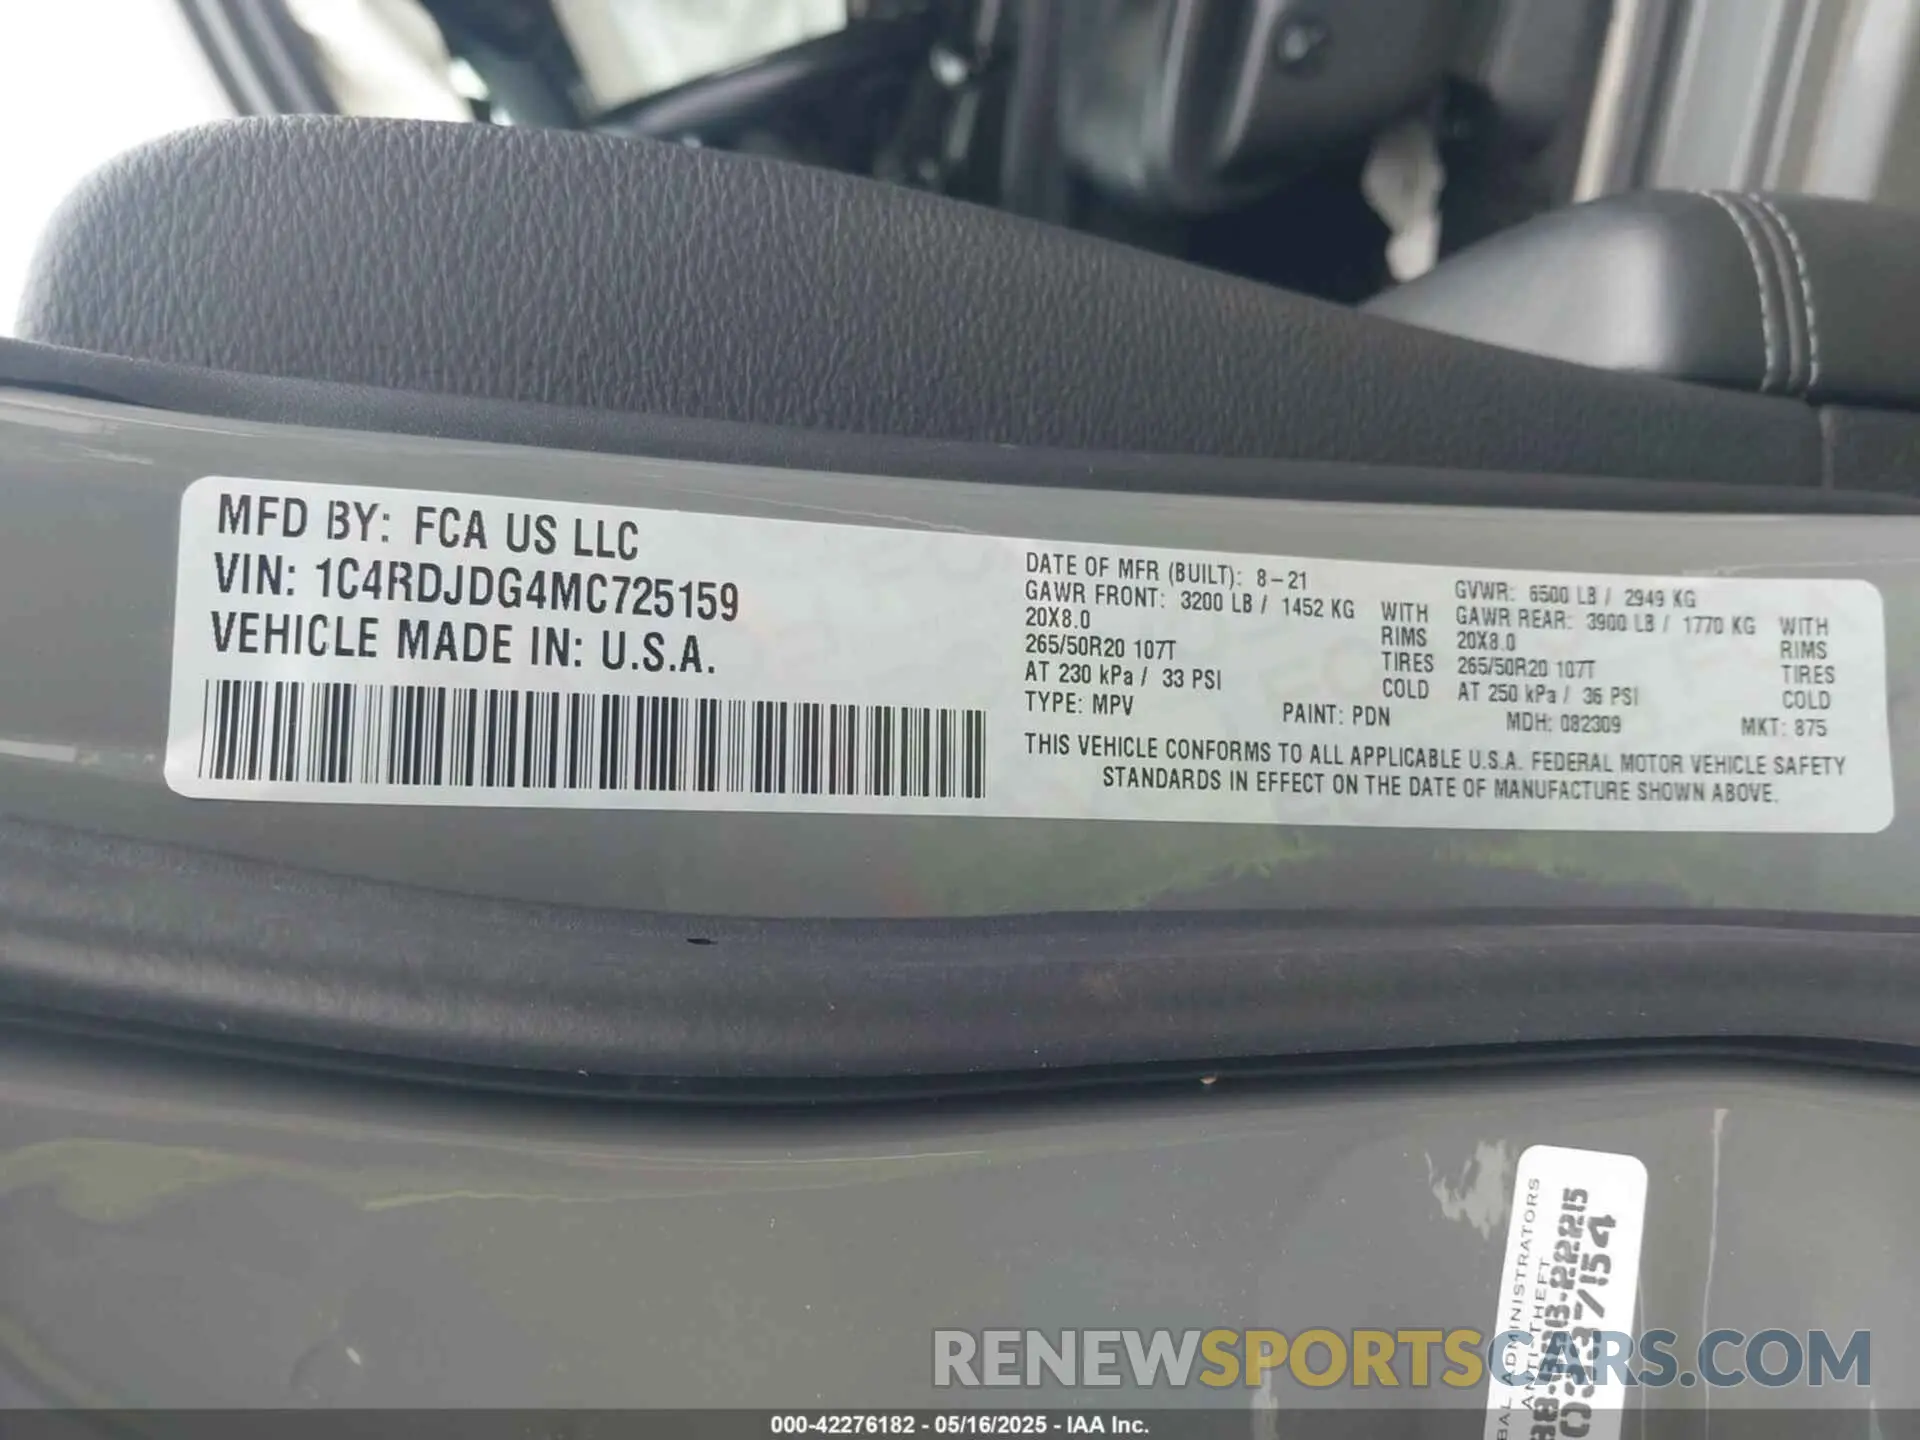 MFD BY: FCA US LLC
VIN: 1C4RDJDG4MC725159
VEHICLE MADE IN: U.S.A.
DATE OF MFR (BUILT): 8-21
GAWR FRONT: 3200 LB / 1452 KG WITH
20X8.0 RIMS
265/50R20 107T TIRES
AT 230 kPa / 33 PSI COLD
TYPE: MPV
GVWR: 6500 LB / 2949 KG
GAWR REAR: 3900 LB / 1770 KG WITH
20X8.0 RIMS
265/50R20 107T TIRES
AT 250 kPa / 36 PSI COLD
PAINT: PDN MDH: 082309 MKT: 875
THIS VEHICLE CONFORMS TO ALL APPLICABLE U.S.A. FEDERAL MOTOR VEHICLE SAFETY
STANDARDS IN EFFECT ON THE DATE OF MANUFACTURE SHOWN ABOVE.
ADMINISTRATORS
ANTI-THEFT
RENEWSPORTSCARS.COM
000-42276182 - 05/16/2025 - IAA Inc.